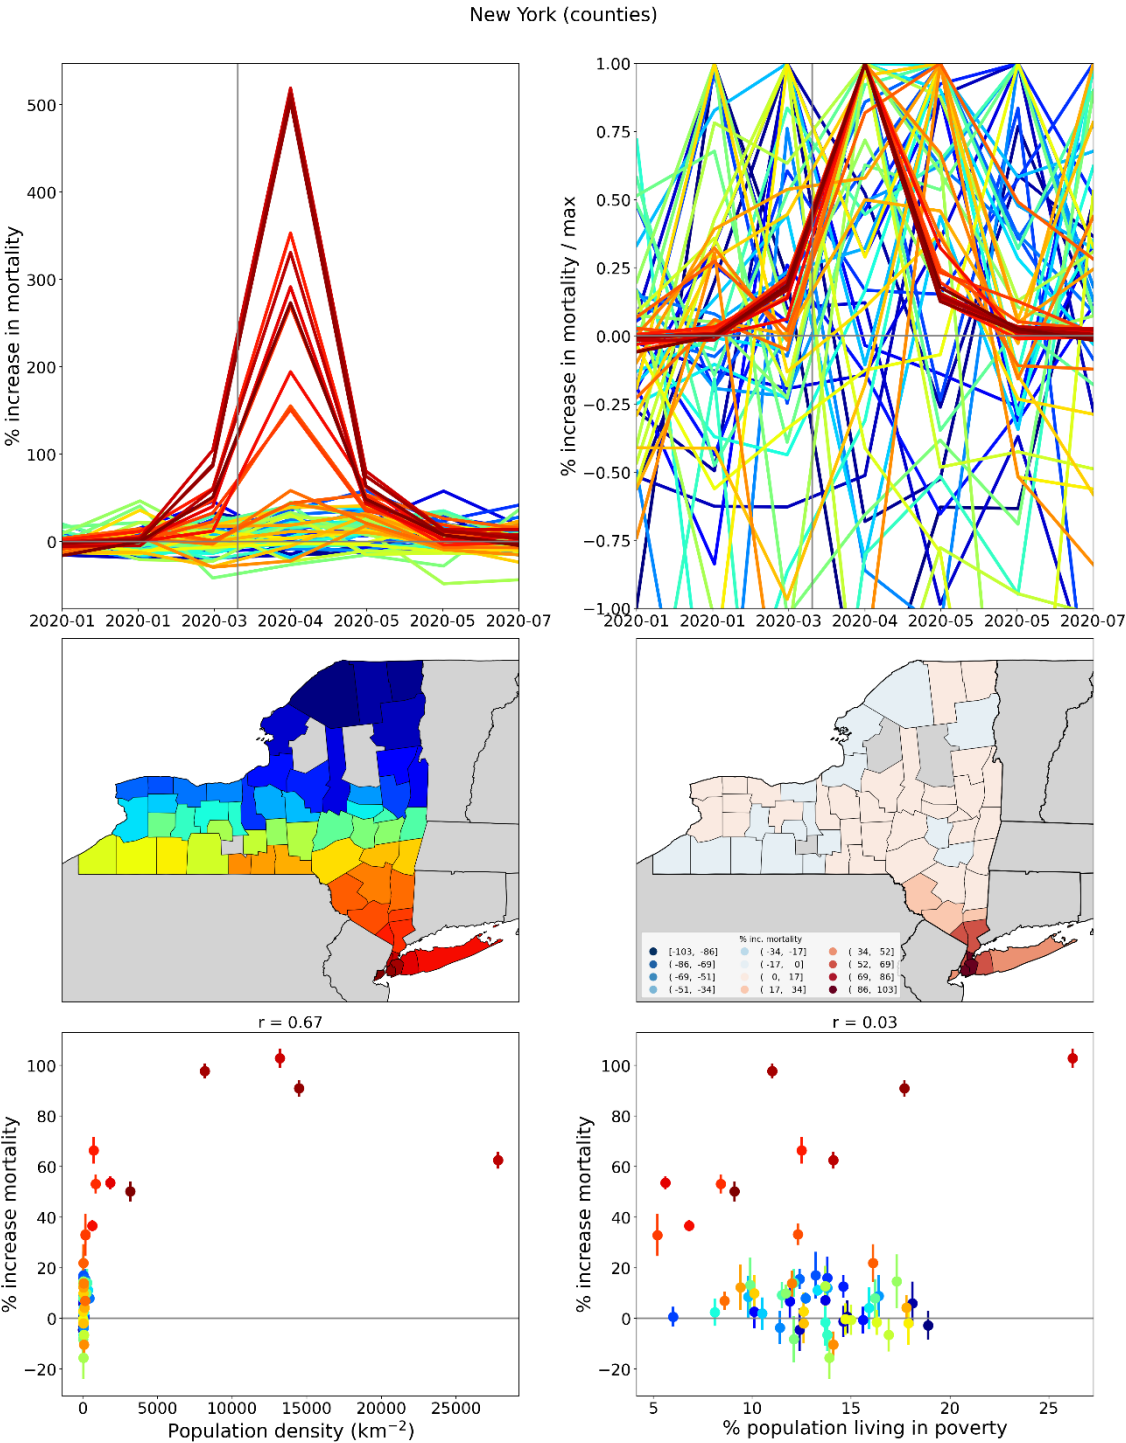 New York (counties)
% increase in mortality
500
400
300
200
100
0
2020-01 2020-01 2020-03 2020-04 2020-05 2020-05 2020-07
% increase in mortality / max
1.00
0.75
0.50
0.25
0.00
−0.25
−0.50
−0.75
−1.00
2020-01 2020-01 2020-03 2020-04 2020-05 2020-05 2020-07
% inc. mortality
[-103, -86] ( -34, -17] ( 34, 52]
( -86, -69] ( -17, 0] ( 52, 69]
( -69, -51] ( 0, 17] ( 69, 86]
( -51, -34] ( 17, 34] ( 86, 103]
r = 0.67
% increase mortality
100
80
60
40
20
0
−20
0 5000 10000 15000 20000 25000
Population density (km⁻²)
r = 0.03
% increase mortality
100
80
60
40
20
0
−20
5 10 15 20 25
% population living in poverty